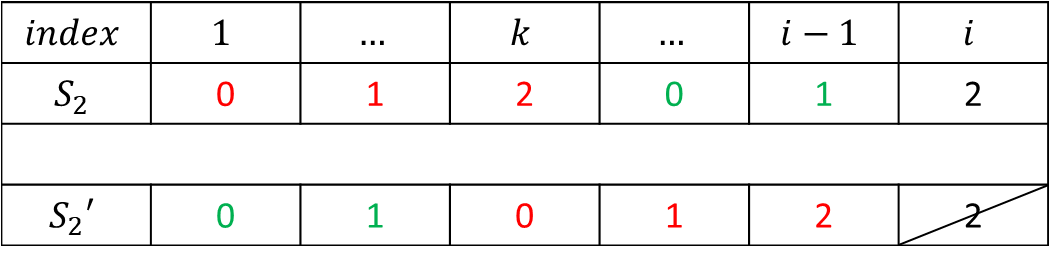 index 1 ... k ... i − 1 i
S₂ 0 1 2 0 1 2
S₂′ 0 1 0 1 2 2